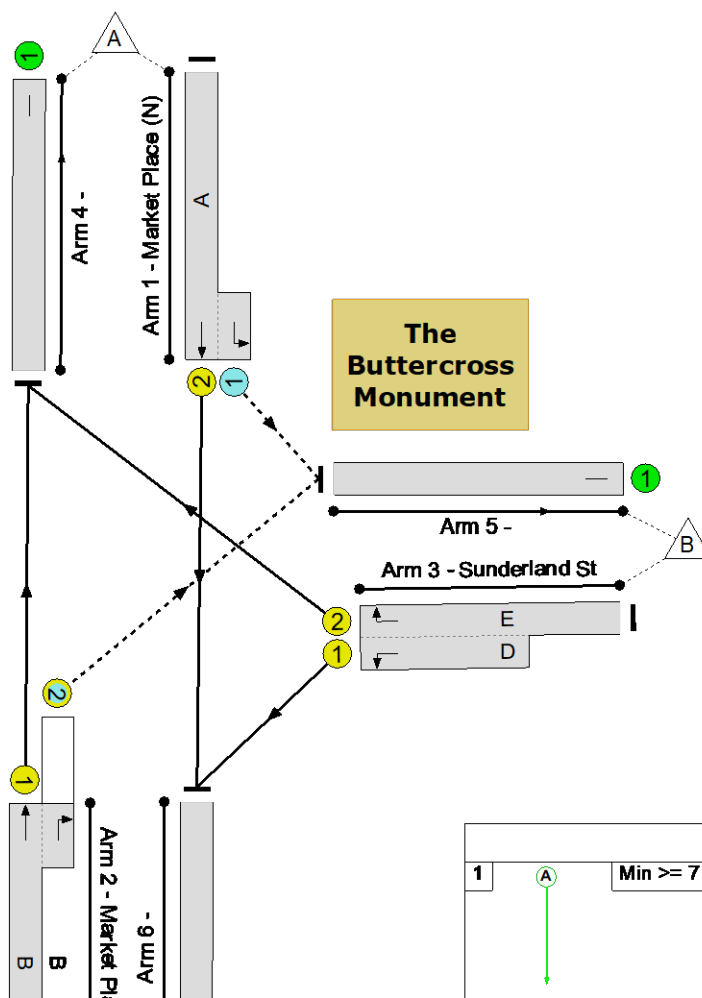 A
1
Arm 4 -
Arm 1 - Market Place (N)
A
2
1
The
Buttercross
Monument
1
Arm 5 -
B
Arm 3 - Sunderland St
2
E
1
D
2
1
B
B
Arm 2 - Market Pla
Arm 6 -
1
A
Min >= 7